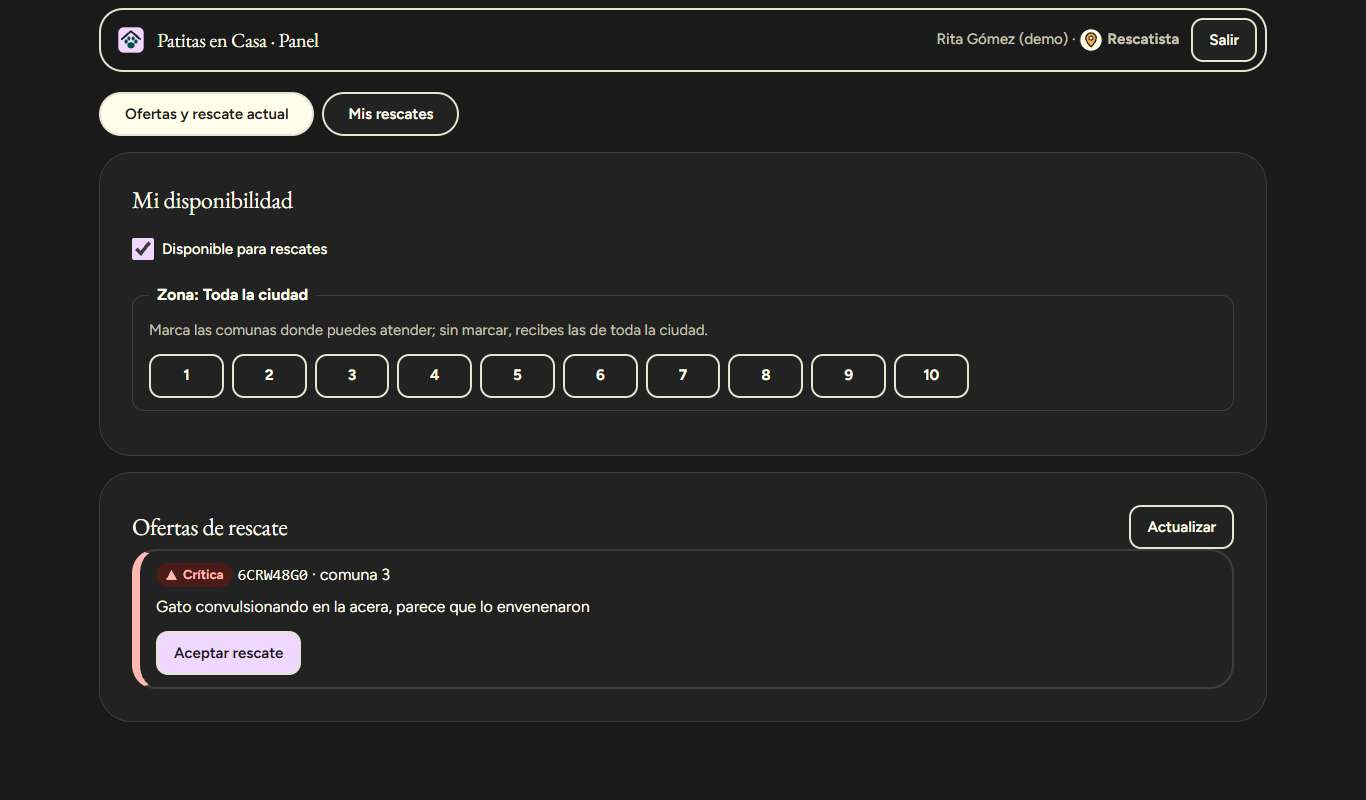 Patitas en Casa · Panel
Rita Gómez (demo) · Rescatista
Salir
Ofertas y rescate actual
Mis rescates
Mi disponibilidad
Disponible para rescates
Zona: Toda la ciudad
Marca las comunas donde puedes atender; sin marcar, recibes las de toda la ciudad.
1 2 3 4 5 6 7 8 9 10
Ofertas de rescate
Actualizar
Crítica 6CRW48G0 · comuna 3
Gato convulsionando en la acera, parece que lo envenenaron
Aceptar rescate